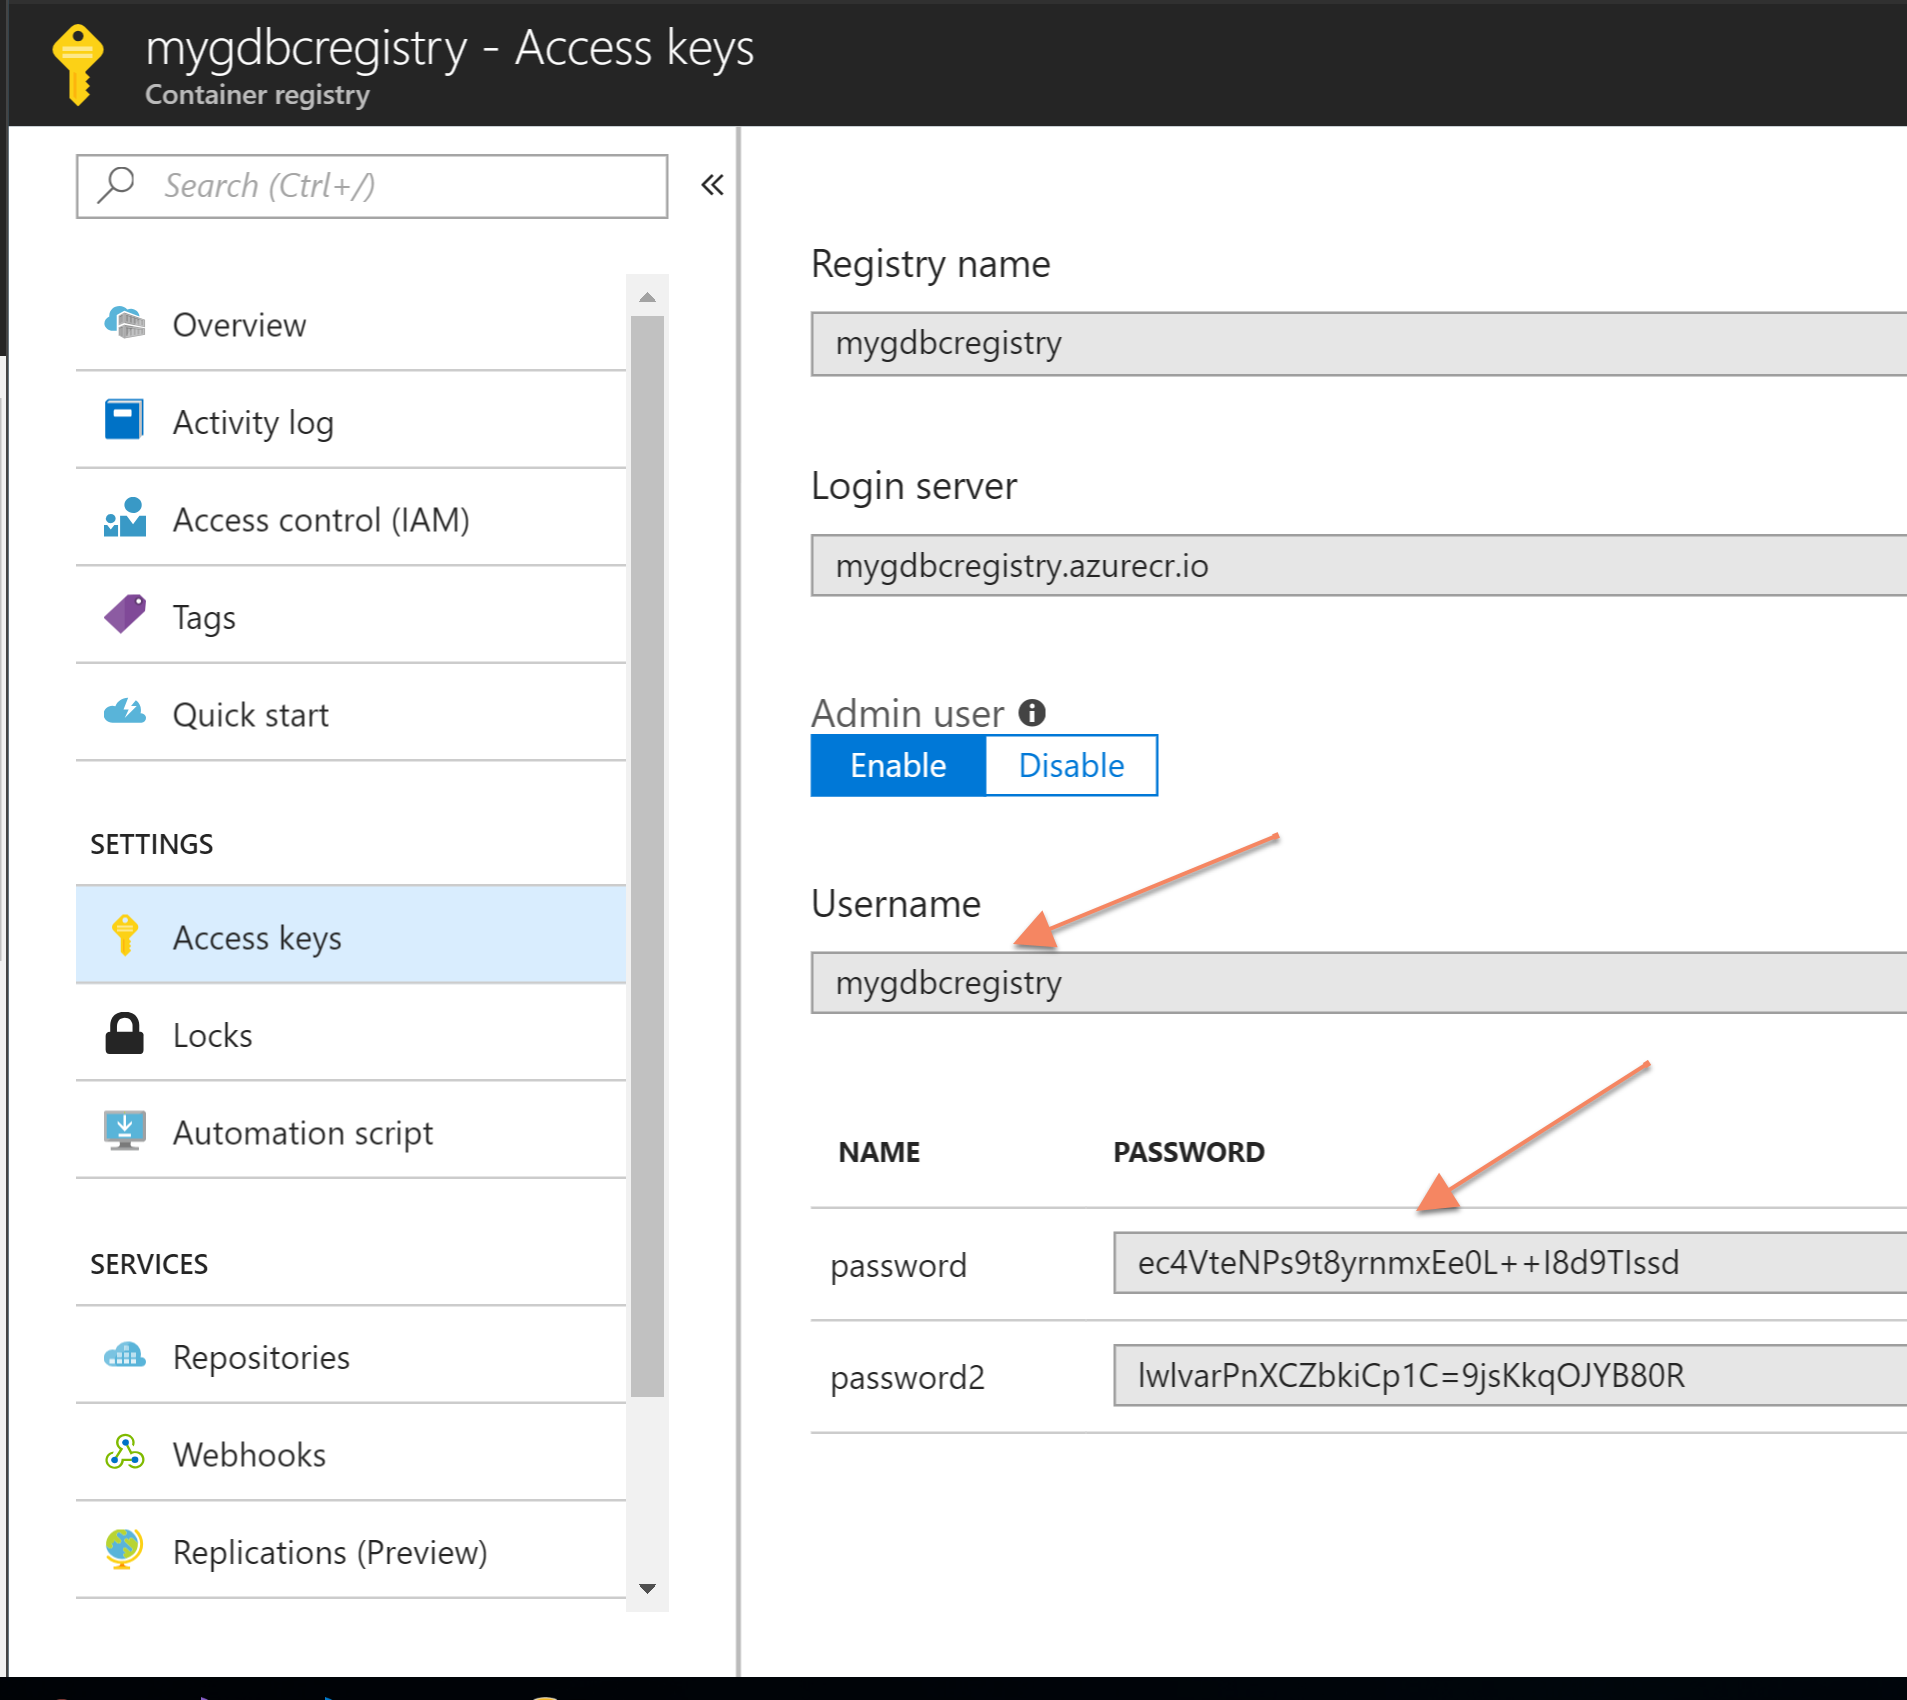 mygdbcregistry - Access keys
Container registry
Search (Ctrl+/)
Overview
Activity log
Access control (IAM)
Tags
Quick start
SETTINGS
Access keys
Locks
Automation script
SERVICES
Repositories
Webhooks
Replications (Preview)
Registry name
mygdbcregistry
Login server
mygdbcregistry.azurecr.io
Admin user
Enable Disable
Username
mygdbcregistry
NAME PASSWORD
password ec4VteNPs9t8yrnmxEe0L++I8d9TIssd
password2 lwlvarPnXCZbkiCp1C=9jsKkqOJYB80R